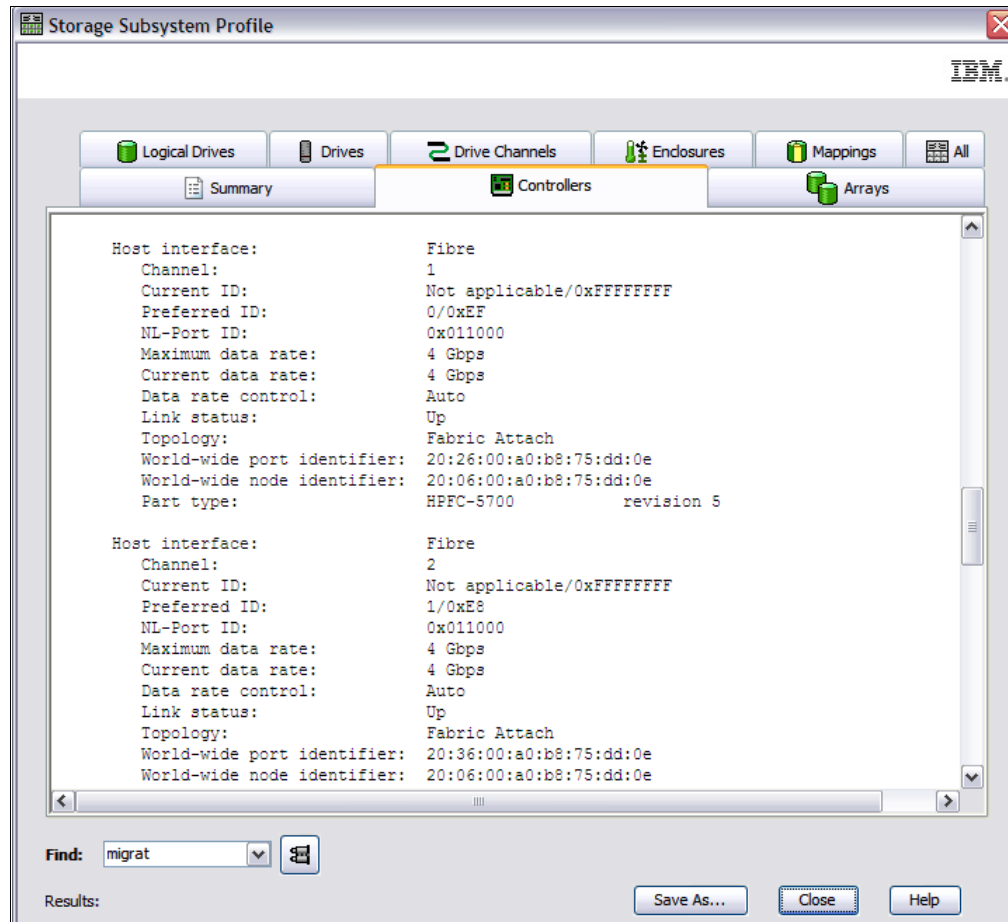 Storage Subsystem Profile
IBM.
Logical Drives Drives Drive Channels Enclosures Mappings All
Summary Controllers Arrays
Host interface: Fibre
Channel: 1
Current ID: Not applicable/0xFFFFFFFF
Preferred ID: 0/0xEF
NL-Port ID: 0x011000
Maximum data rate: 4 Gbps
Current data rate: 4 Gbps
Data rate control: Auto
Link status: Up
Topology: Fabric Attach
World-wide port identifier: 20:26:00:a0:b8:75:dd:0e
World-wide node identifier: 20:06:00:a0:b8:75:dd:0e
Part type: HPFC-5700 revision 5
Host interface: Fibre
Channel: 2
Current ID: Not applicable/0xFFFFFFFF
Preferred ID: 1/0xE8
NL-Port ID: 0x011000
Maximum data rate: 4 Gbps
Current data rate: 4 Gbps
Data rate control: Auto
Link status: Up
Topology: Fabric Attach
World-wide port identifier: 20:36:00:a0:b8:75:dd:0e
World-wide node identifier: 20:06:00:a0:b8:75:dd:0e
Find: migrat
Results: Save As... Close Help